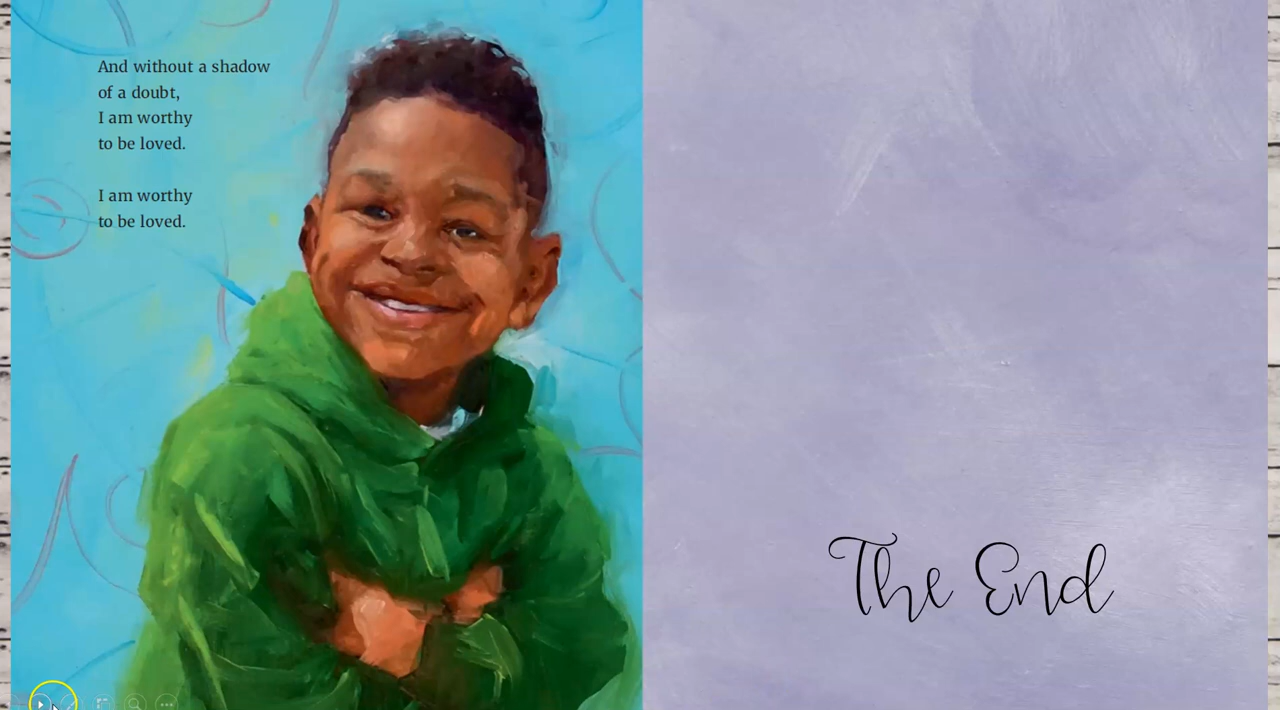 And without a shadow
of a doubt,
I am worthy
to be loved.
I am worthy
to be loved.
The End